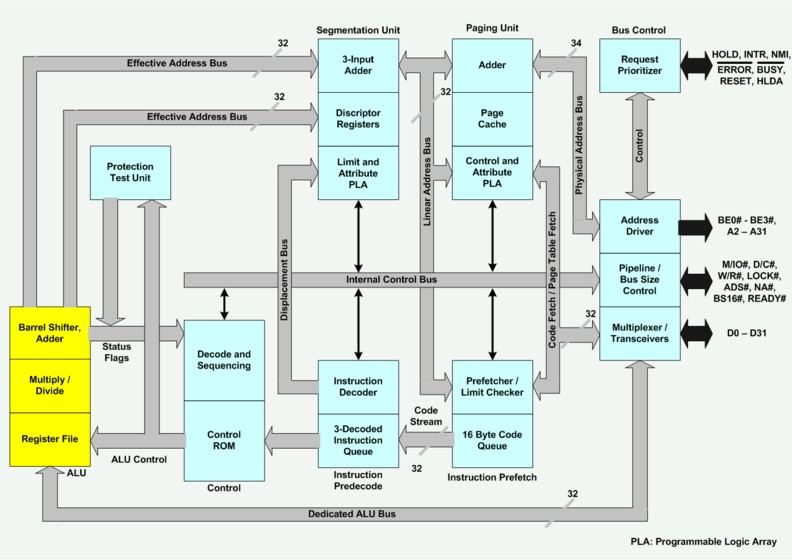 Segmentation Unit
Paging Unit
Bus Control
32
34
Effective Address Bus
3-Input
Adder
Adder
Request
Prioritizer
HOLD, INTR, NMI,
ERROR, BUSY,
RESET, HLDA
32
32
Effective Address Bus
Discriptor
Registers
Page
Cache
Physical Address Bus
Control
Linear Address Bus
Protection
Test Unit
Limit and
Attribute
PLA
Control and
Attribute
PLA
Address
Driver
BE0# - BE3#,
A2 – A31
Displacement Bus
Code Fetch / Page Table Fetch
Internal Control Bus
Pipeline /
Bus Size
Control
M/IO#, D/C#,
W/R#, LOCK#,
ADS#, NA#,
BS16#, READY#
32
Barrel Shifter,
Adder
Status
Flags
Decode and
Sequencing
Multiplexer /
Transceivers
D0 – D31
Multiply /
Divide
Instruction
Decoder
Prefetcher /
Limit Checker
Code
Stream
Register File
Control
ROM
3-Decoded
Instruction
Queue
16 Byte Code
Queue
ALU
ALU Control
32
Control
Instruction
Predecode
Instruction Prefetch
32
Dedicated ALU Bus
PLA: Programmable Logic Array